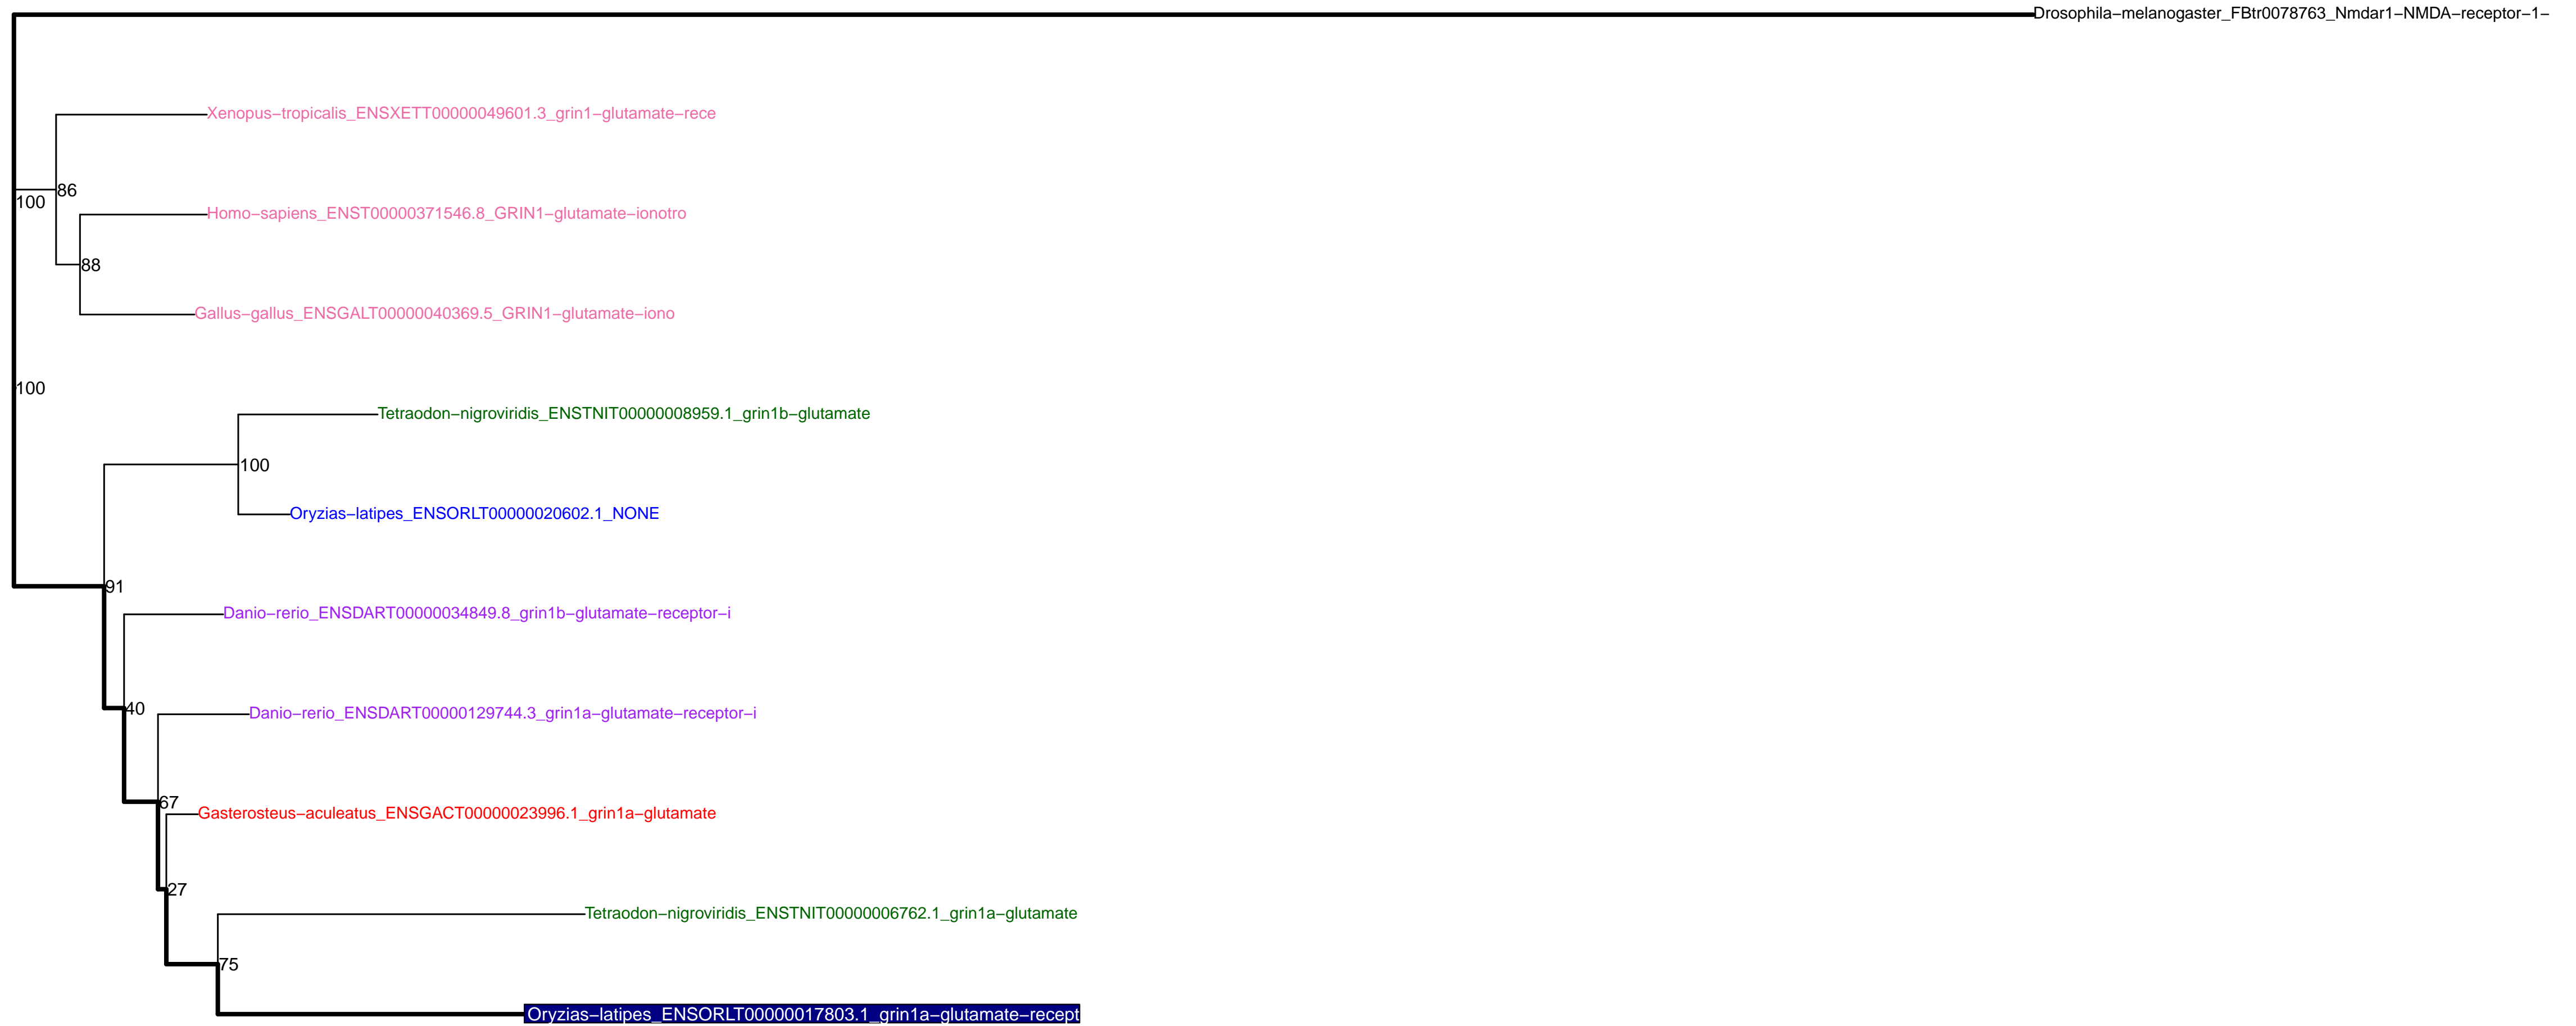 Drosophila−melanogaster_FBtr0078763_Nmdar1−NMDA−receptor−1−
Xenopus−tropicalis_ENSXETT00000049601.3_grin1−glutamate−rece
86
100
Homo−sapiens_ENST00000371546.8_GRIN1−glutamate−ionotro
88
Gallus−gallus_ENSGALT00000040369.5_GRIN1−glutamate−iono
100
Tetraodon−nigroviridis_ENSTNIT00000008959.1_grin1b−glutamate
100
Oryzias−latipes_ENSORLT00000020602.1_NONE
91
Danio−rerio_ENSDART00000034849.8_grin1b−glutamate−receptor−i
40
Danio−rerio_ENSDART00000129744.3_grin1a−glutamate−receptor−i
67
Gasterosteus−aculeatus_ENSGACT00000023996.1_grin1a−glutamate
27
Tetraodon−nigroviridis_ENSTNIT00000006762.1_grin1a−glutamate
75
Oryzias−latipes_ENSORLT00000017803.1_grin1a−glutamate−recept